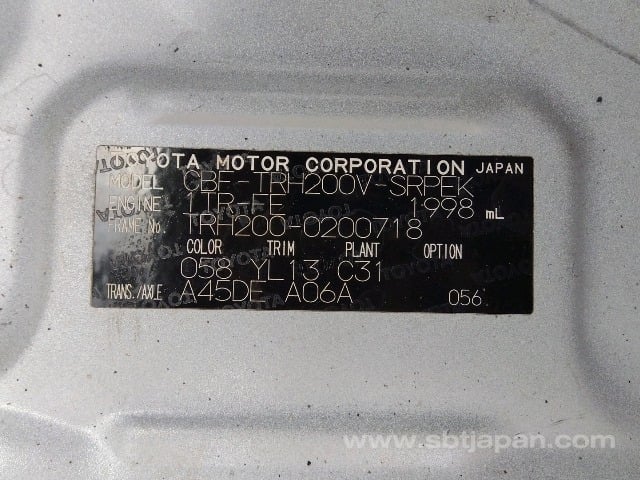 TOYOTA MOTOR CORPORATION JAPAN
MODEL CBF-TRH200V-SRPEK
ENGINE 1TR-FE 1998 mL
FRAME No. TRH200-0200718
COLOR TRIM PLANT OPTION
058 YL13 C31
TRANS./AXLE A45DE A06A 056
www.sbtjapan.com